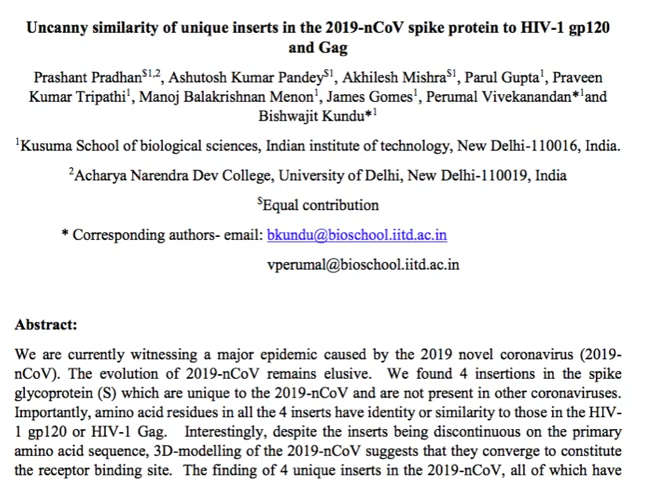 Uncanny similarity of unique inserts in the 2019-nCoV spike protein to HIV-1 gp120
and Gag
Prashant Pradhan$1,2, Ashutosh Kumar Pandey$1, Akhilesh Mishra$1, Parul Gupta1, Praveen
Kumar Tripathi1, Manoj Balakrishnan Menon1, James Gomes1, Perumal Vivekanandan*1and
Bishwajit Kundu*1
1Kusuma School of biological sciences, Indian institute of technology, New Delhi-110016, India.
2Acharya Narendra Dev College, University of Delhi, New Delhi-110019, India
$Equal contribution
* Corresponding authors- email: bkundu@bioschool.iitd.ac.in
vperumal@bioschool.iitd.ac.in
Abstract:
We are currently witnessing a major epidemic caused by the 2019 novel coronavirus (2019-
nCoV). The evolution of 2019-nCoV remains elusive. We found 4 insertions in the spike
glycoprotein (S) which are unique to the 2019-nCoV and are not present in other coronaviruses.
Importantly, amino acid residues in all the 4 inserts have identity or similarity to those in the HIV-
1 gp120 or HIV-1 Gag. Interestingly, despite the inserts being discontinuous on the primary
amino acid sequence, 3D-modelling of the 2019-nCoV suggests that they converge to constitute
the receptor binding site. The finding of 4 unique inserts in the 2019-nCoV, all of which have